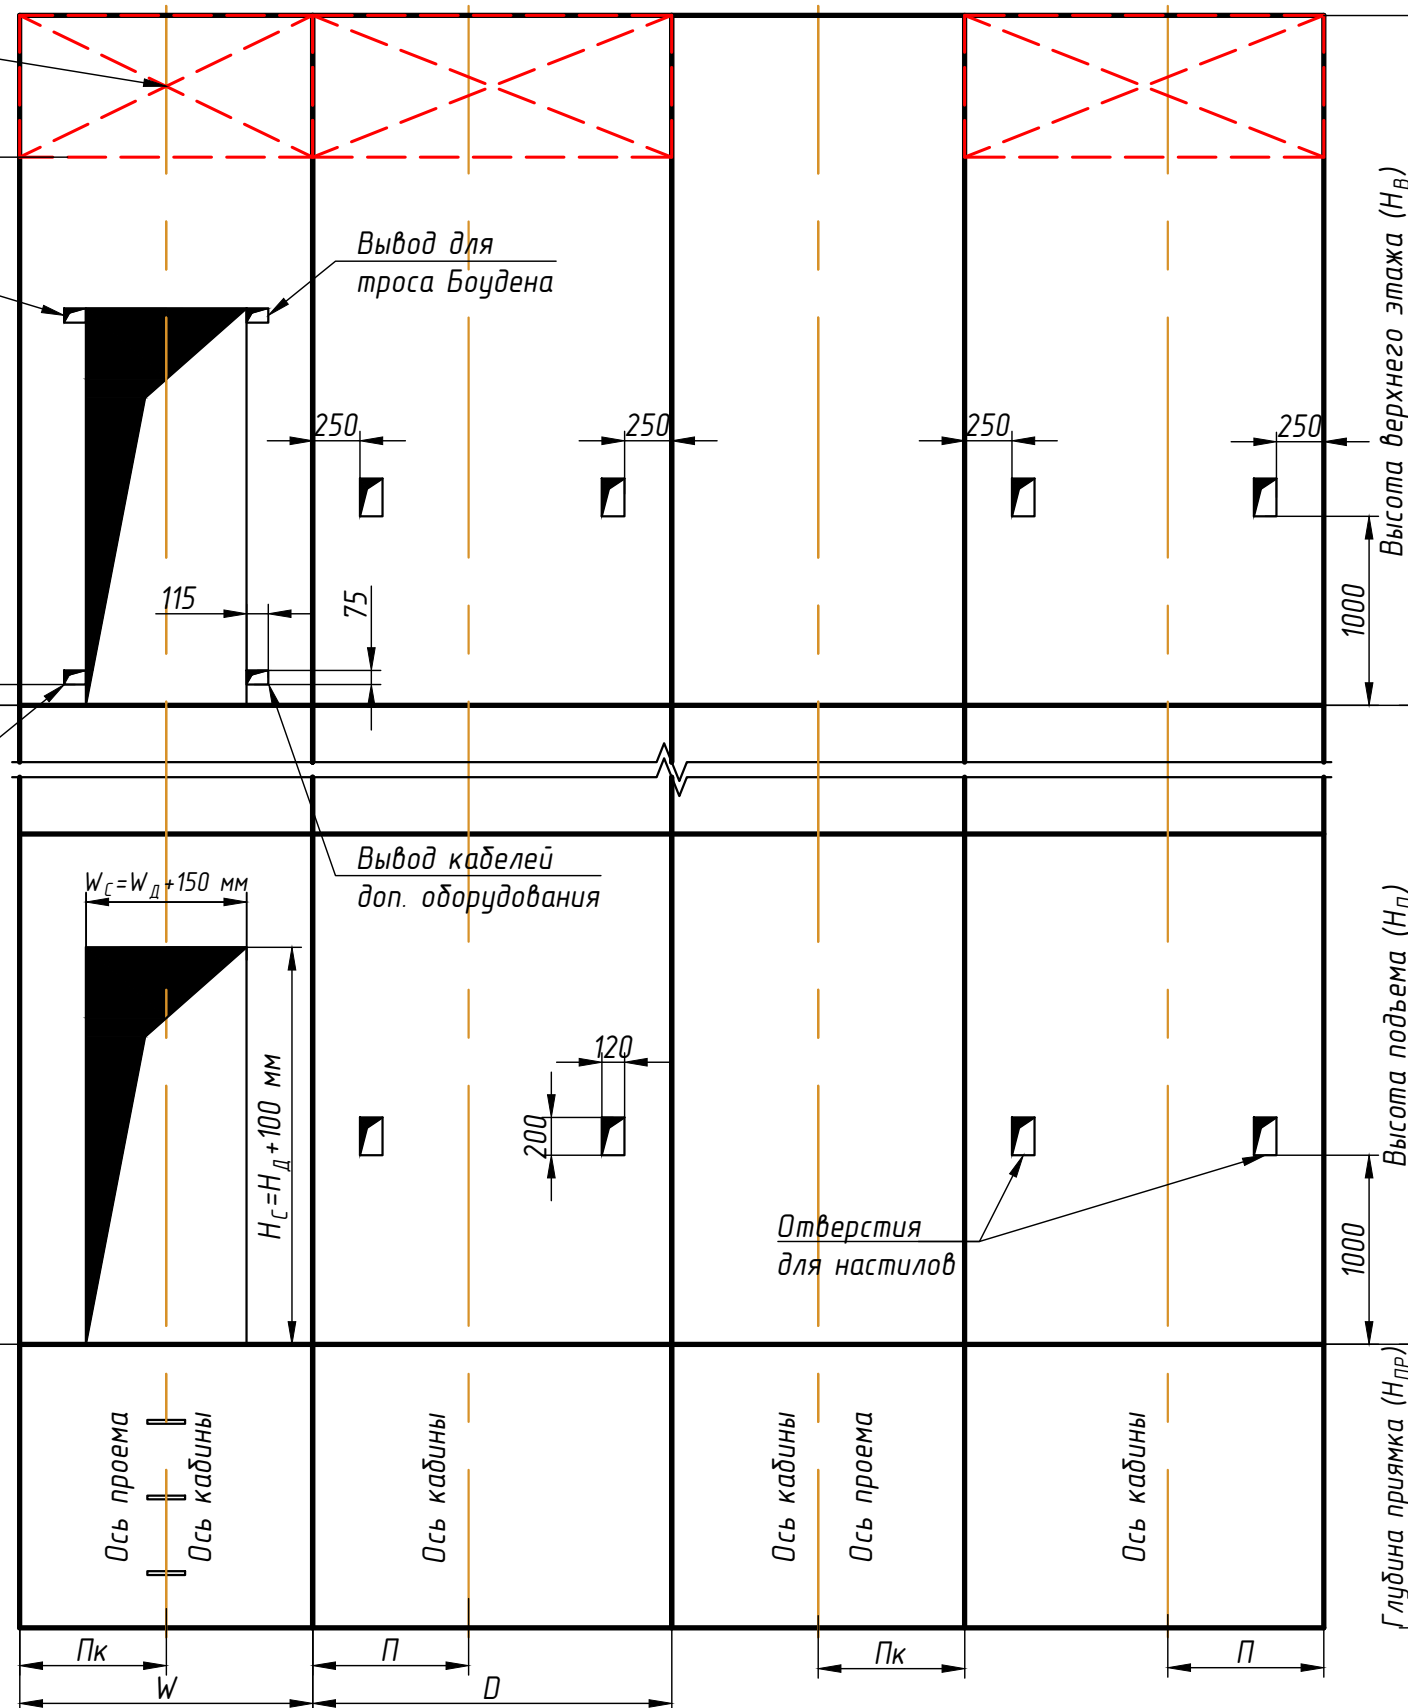 Вывод для
троса Боудена
Высота верхнего этажа (HВ)
250
250
250
250
115
75
1000
Вывод кабелей
доп. оборудования
WС=WД+150 мм
Высота подъема (HП)
120
200
HС=HД+100 мм
Отверстия
для настилов
1000
Глубина приямка (HПР)
Ось проема
Ось кабины
Ось кабины
Ось кабины
Ось проема
Ось кабины
Пк
П
Пк
П
W
D